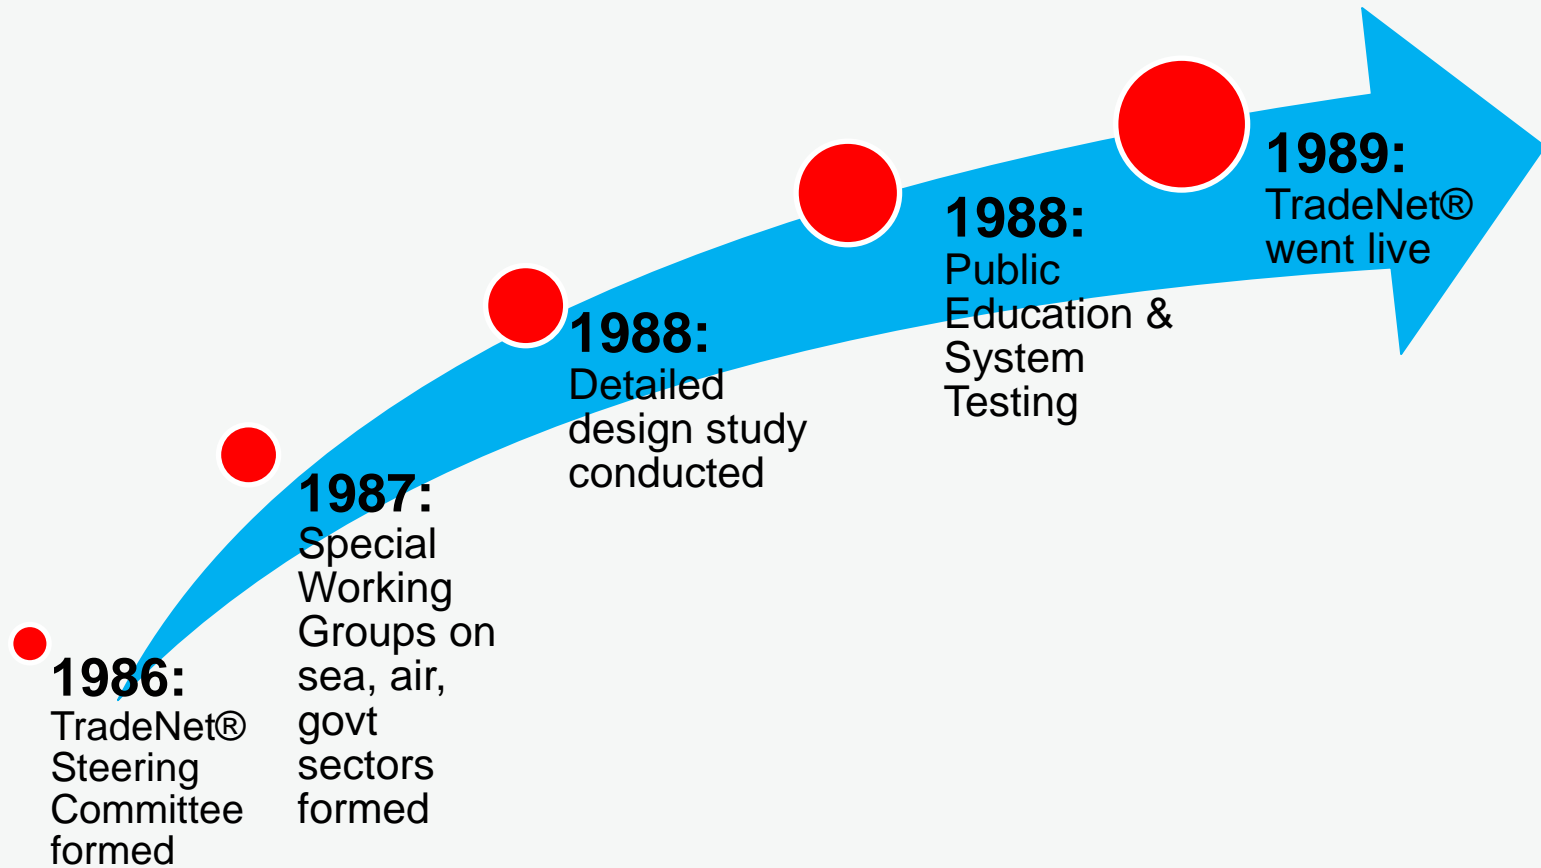 1986:
TradeNet®
Steering
Committee
formed
1987:
Special
Working
Groups on
sea, air,
govt
sectors
formed
1988:
Detailed
design study
conducted
1988:
Public
Education &
System
Testing
1989:
TradeNet®
went live